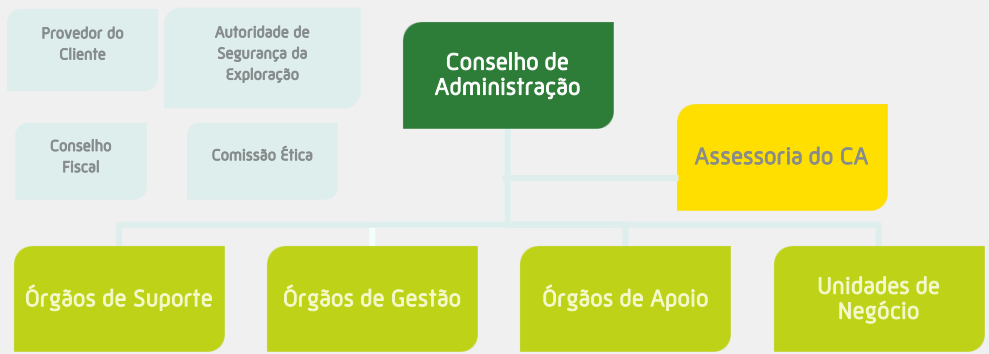 Provedor do
Cliente
Autoridade de
Segurança da
Exploração
Conselho de
Administração
Conselho
Fiscal
Comissão Ética
Assessoria do CA
Órgãos de Suporte
Órgãos de Gestão
Órgãos de Apoio
Unidades de
Negócio